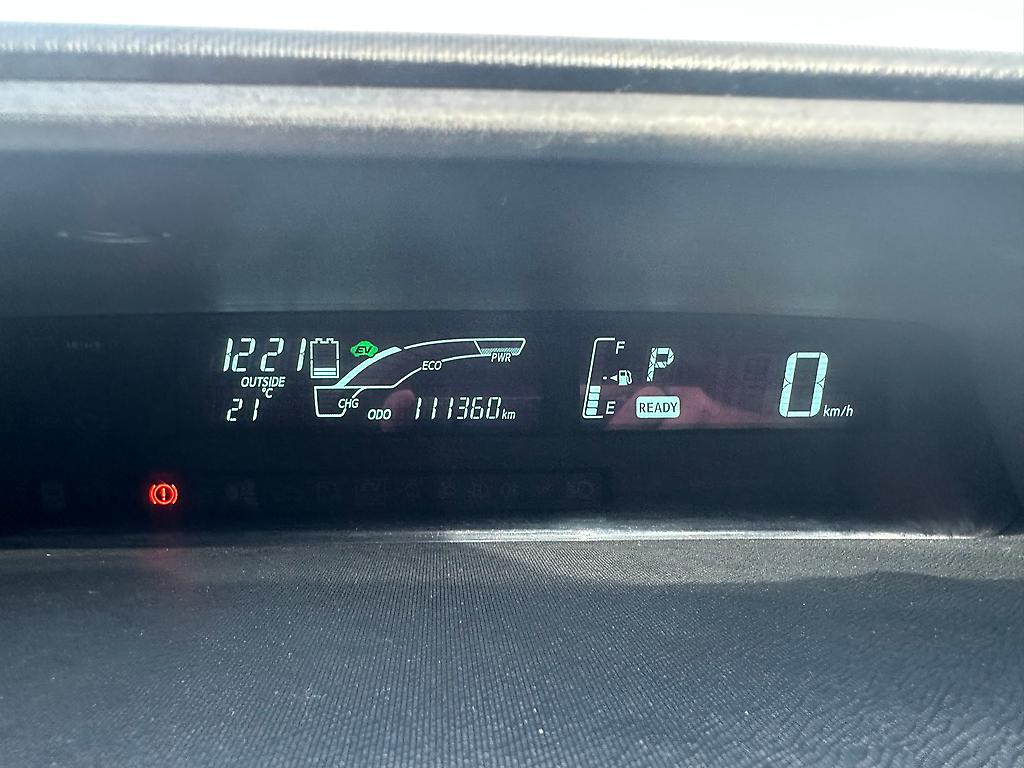 12 21
EV
ECO
PWR
OUTSIDE
°C
21
CHG
ODO 111360 km
F
E
P
READY
0 km/h